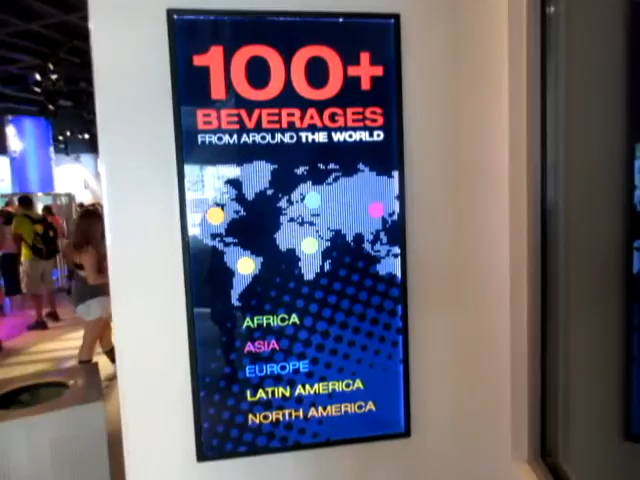 100+
BEVERAGES
FROM AROUND THE WORLD
AFRICA
ASIA
EUROPE
LATIN AMERICA
NORTH AMERICA